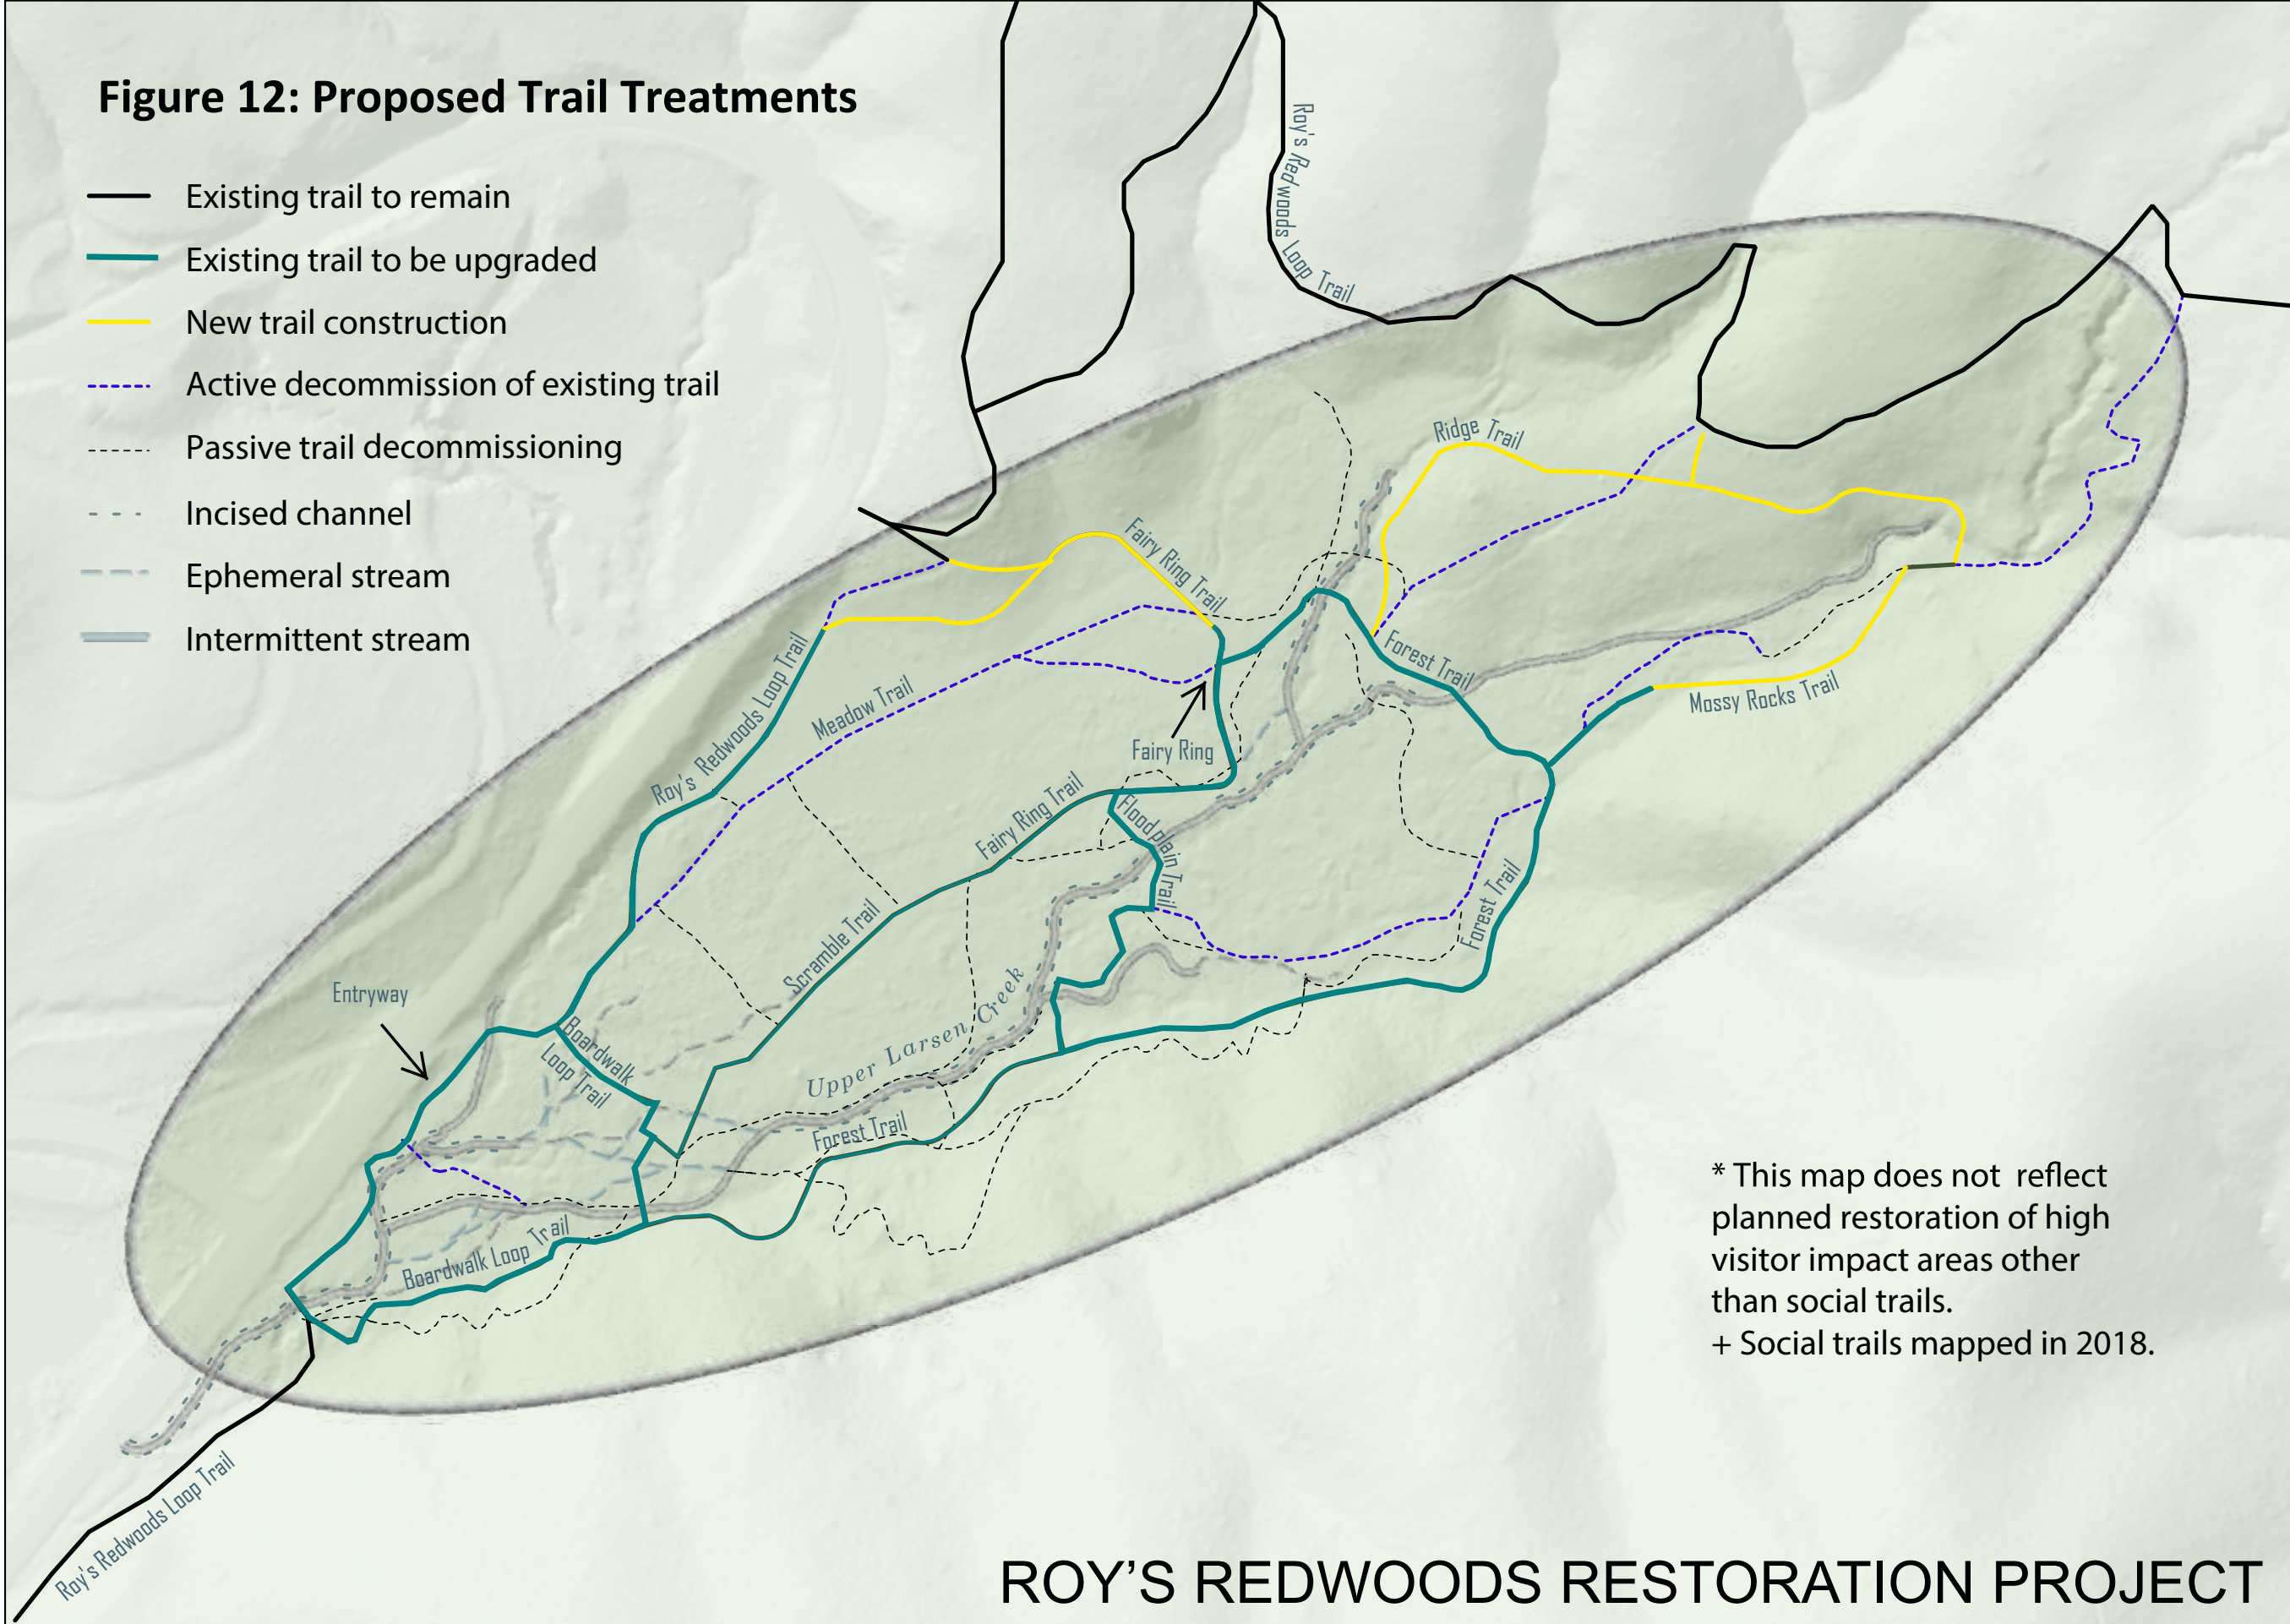 Figure 12: Proposed Trail Treatments
Existing trail to remain
Existing trail to be upgraded
New trail construction
Active decommission of existing trail
Passive trail decommissioning
Incised channel
Ephemeral stream
Intermittent stream
Roy's Redwoods Loop Trail
Ridge Trail
Fairy Ring Trail
Forest Trail
Roy's Redwoods Loop Trail
Meadow Trail
Mossy Rocks Trail
Fairy Ring
Fairy Ring Trail
Floodplain Trail
Forest Trail
Scramble Trail
Entryway
Upper Larsen Creek
Boardwalk
Loop Trail
Forest Trail
Boardwalk Loop Trail
Roy's Redwoods Loop Trail
* This map does not reflect
planned restoration of high
visitor impact areas other
than social trails.
+ Social trails mapped in 2018.
ROY’S REDWOODS RESTORATION PROJECT